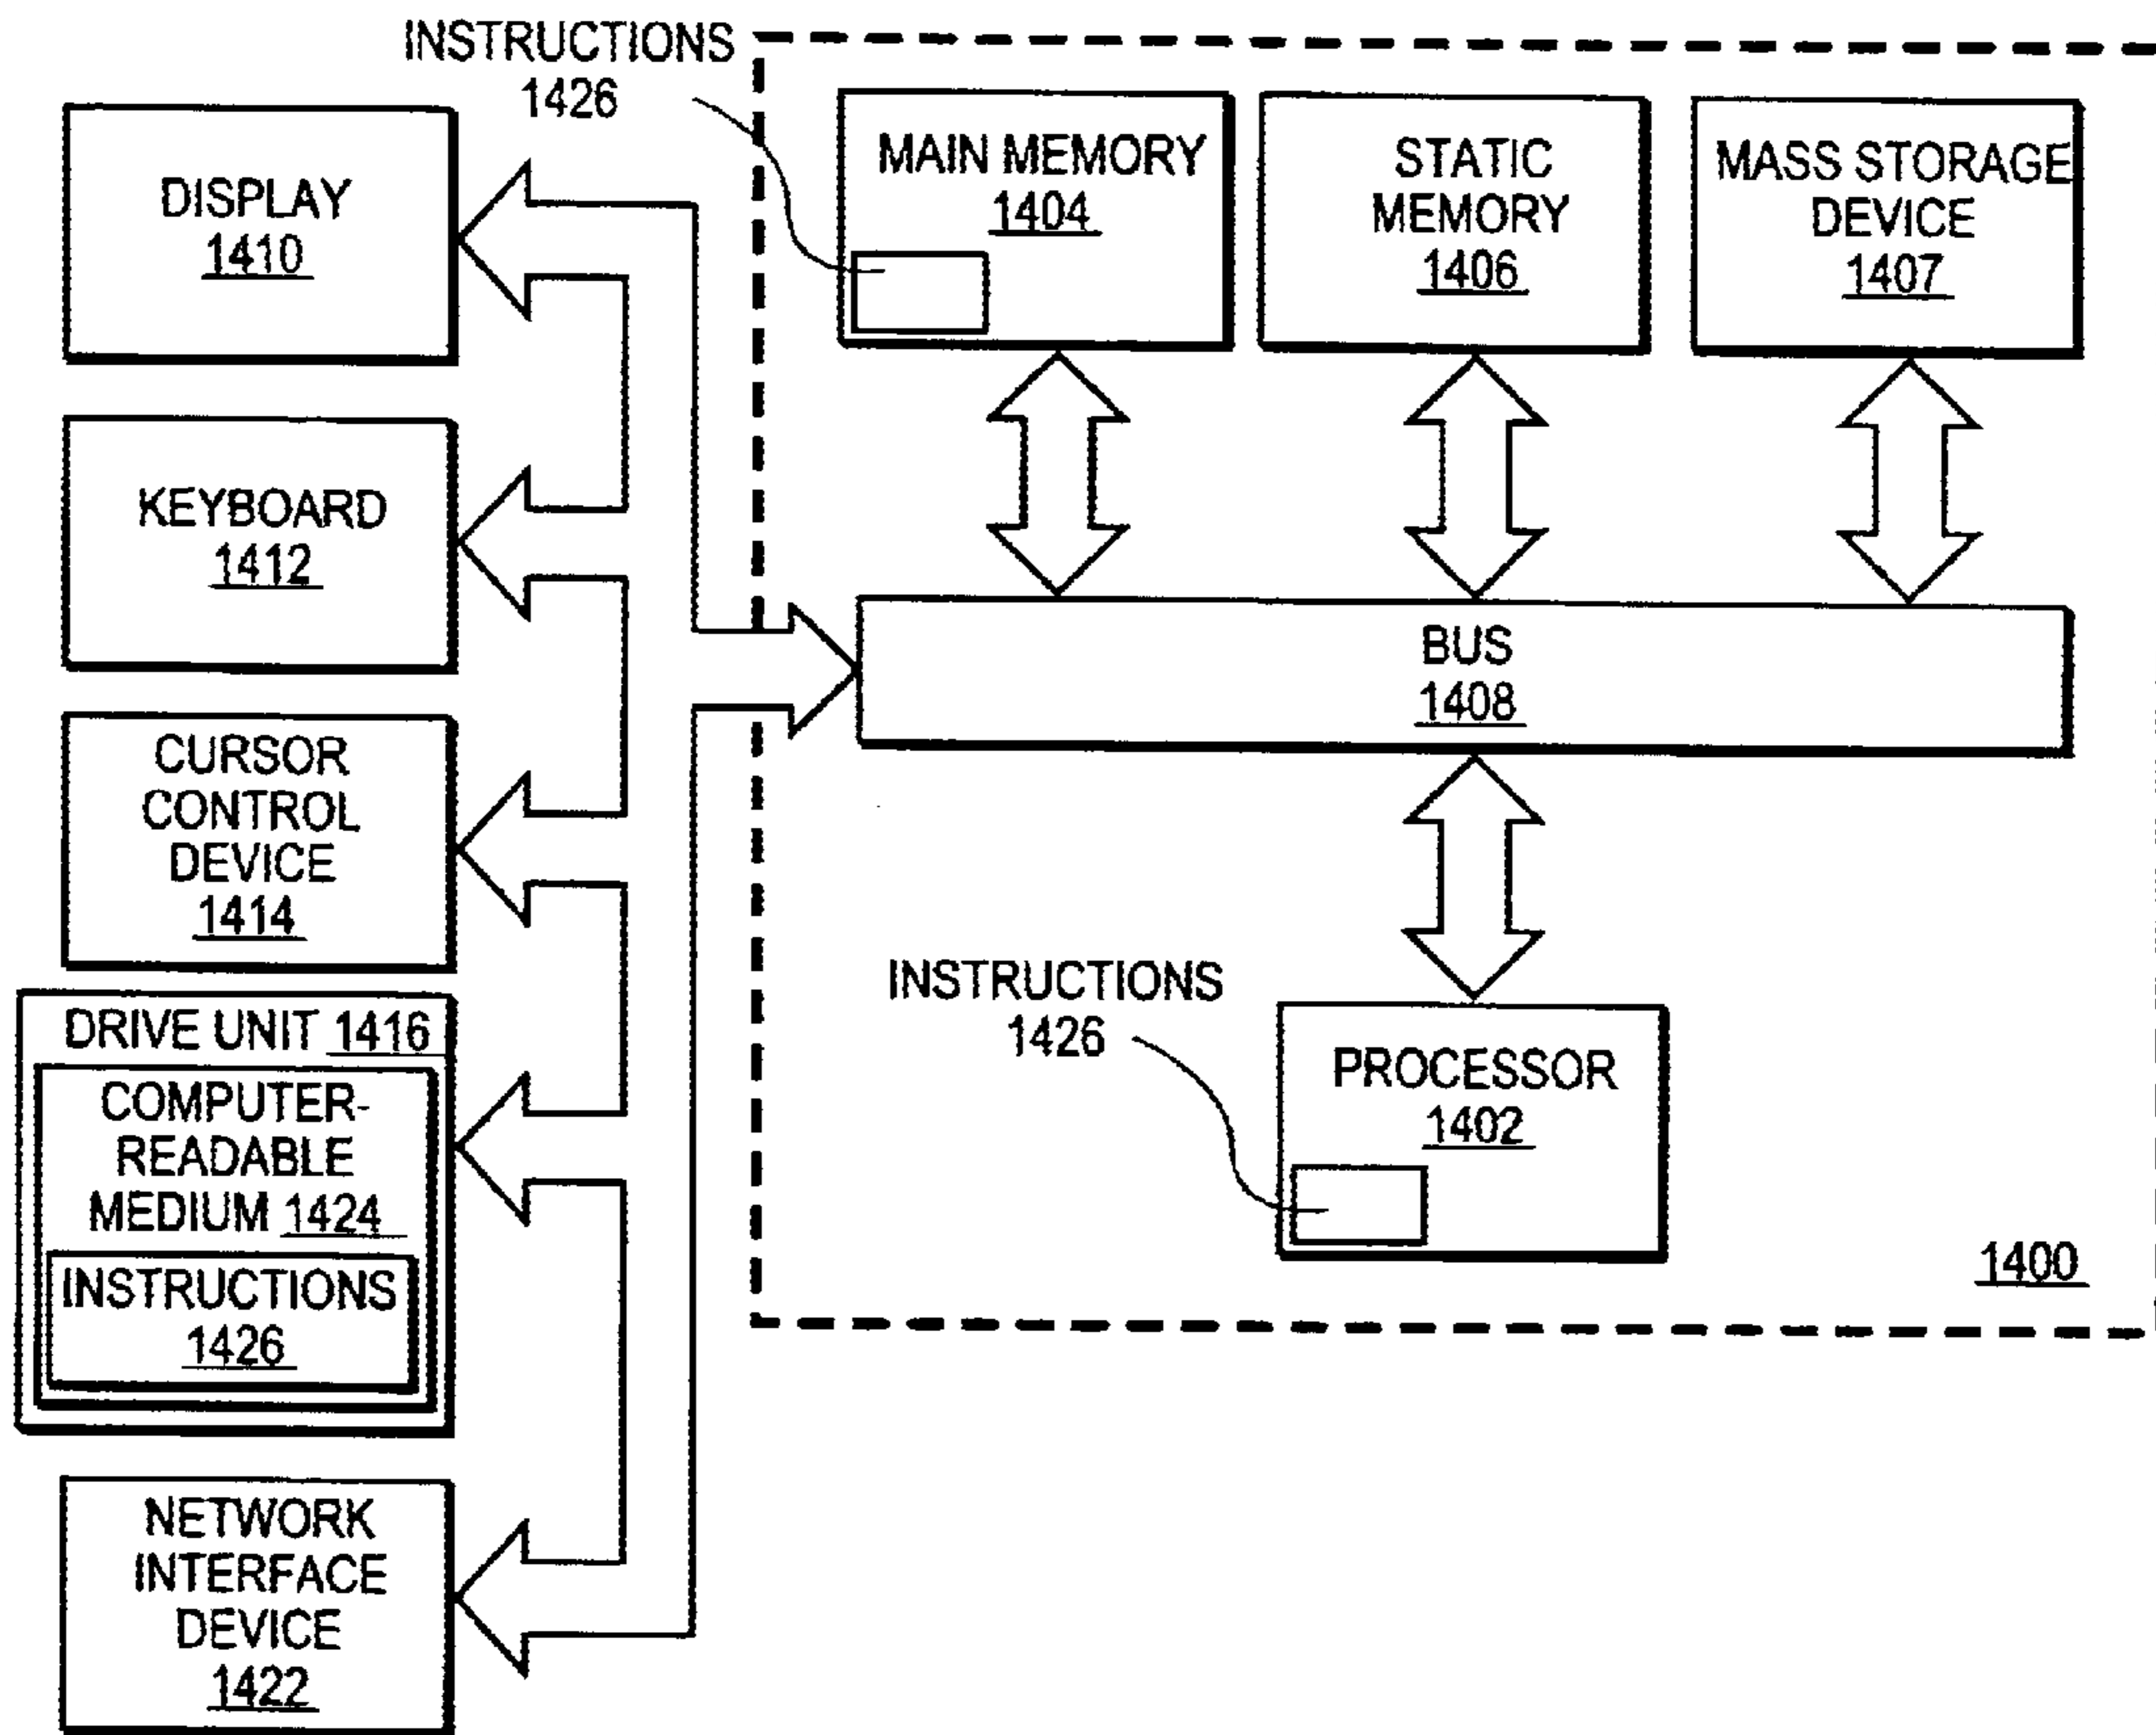 INSTRUCTIONS
1426
MAIN MEMORY
1404
STATIC
MEMORY
1406
MASS STORAGE
DEVICE
1407
DISPLAY
1410
KEYBOARD
1412
CURSOR
CONTROL
DEVICE
1414
DRIVE UNIT 1416
COMPUTER-
READABLE
MEDIUM 1424
INSTRUCTIONS
1426
NETWORK
INTERFACE
DEVICE
1422
BUS
1408
INSTRUCTIONS
1426
PROCESSOR
1402
1400